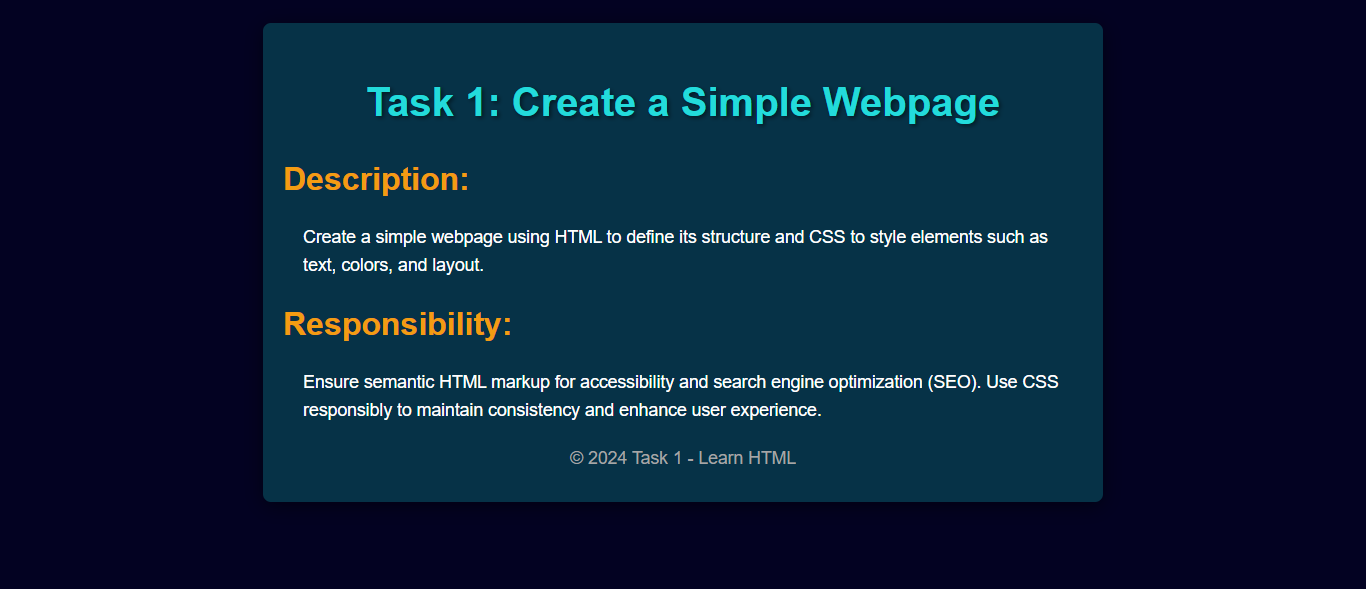 Task 1: Create a Simple Webpage
Description:
Create a simple webpage using HTML to define its structure and CSS to style elements such as
text, colors, and layout.
Responsibility:
Ensure semantic HTML markup for accessibility and search engine optimization (SEO). Use CSS
responsibly to maintain consistency and enhance user experience.
© 2024 Task 1 - Learn HTML